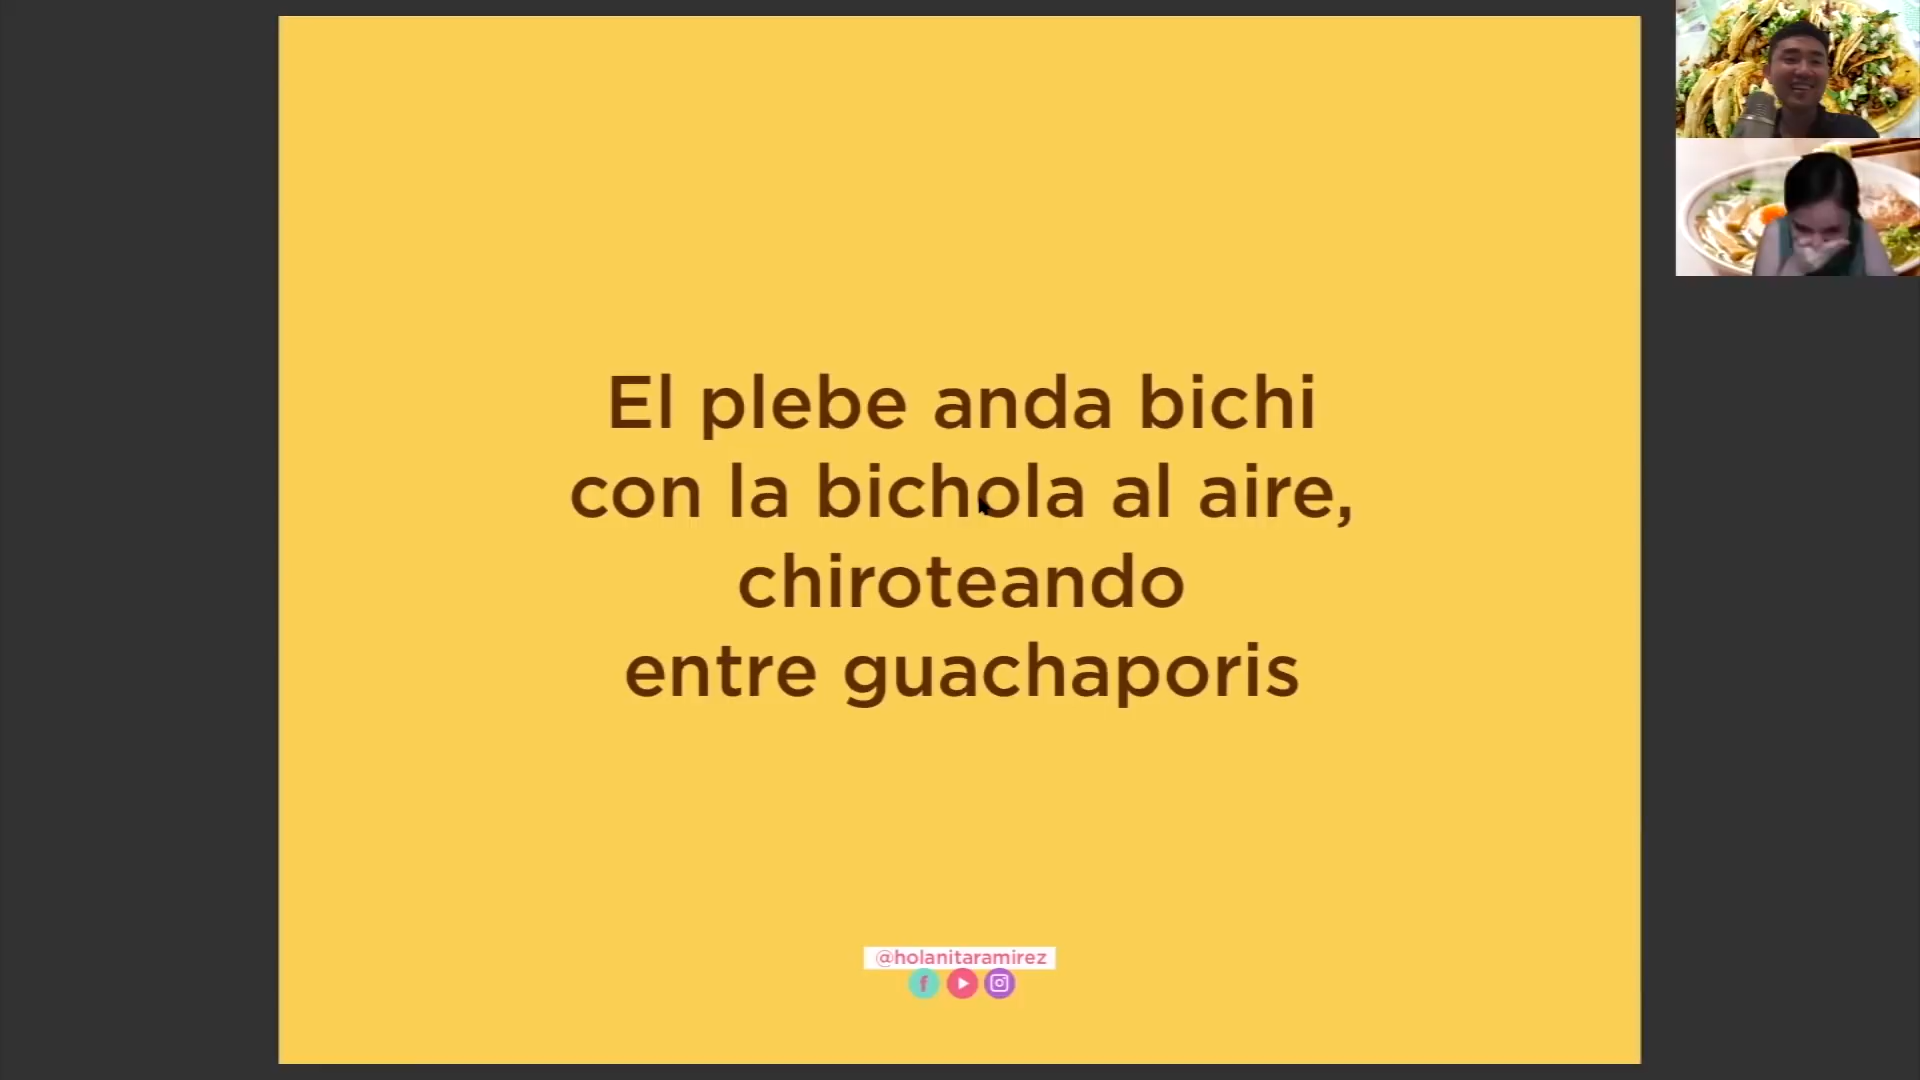 El plebe anda bichi
con la bichola al aire,
chiroteando
entre guachaporis
@holanitaramirez